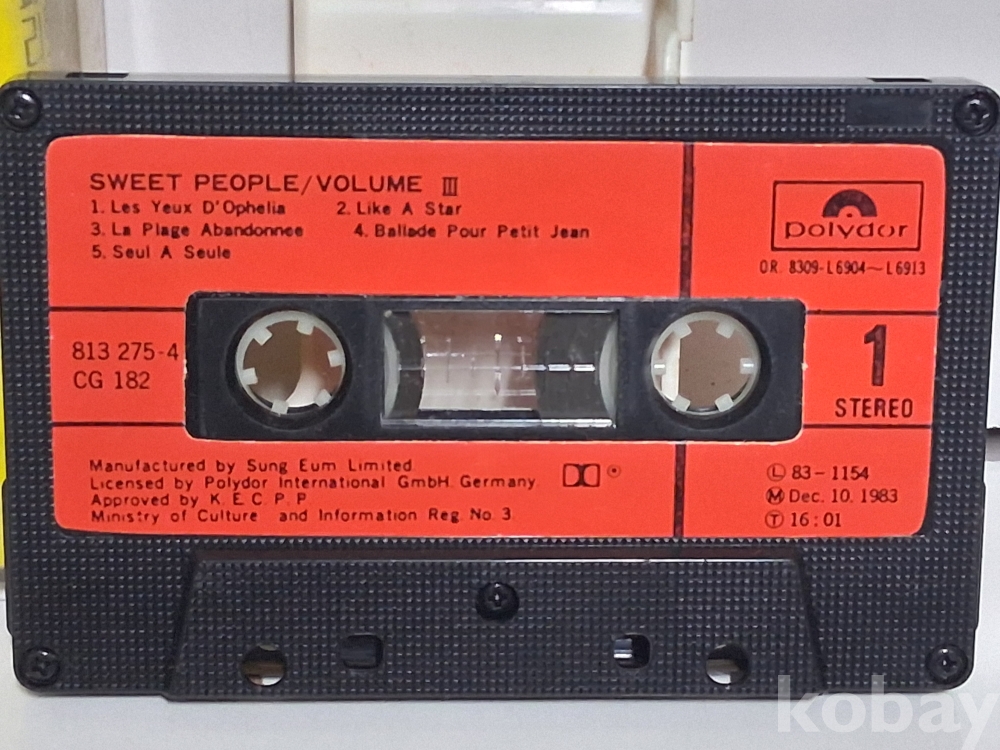 SWEET PEOPLE/VOLUME III
1. Les Yeux D'Ophelia 2. Like A Star
3. La Plage Abandonnee 4. Ballade Pour Petit Jean
5. Seul A Seule
polydor
OR. 8309-L6904~L6913
813 275-4
CG 182
1
STEREO
Manufactured by Sung Eum Limited.
Licensed by Polydor International GmbH. Germany.
Approved by K. E. C. P. P.
Ministry of Culture and Information Reg. No. 3.
Ⓛ 83-1154
Ⓜ Dec. 10. 1983
Ⓣ 16:01
kobay